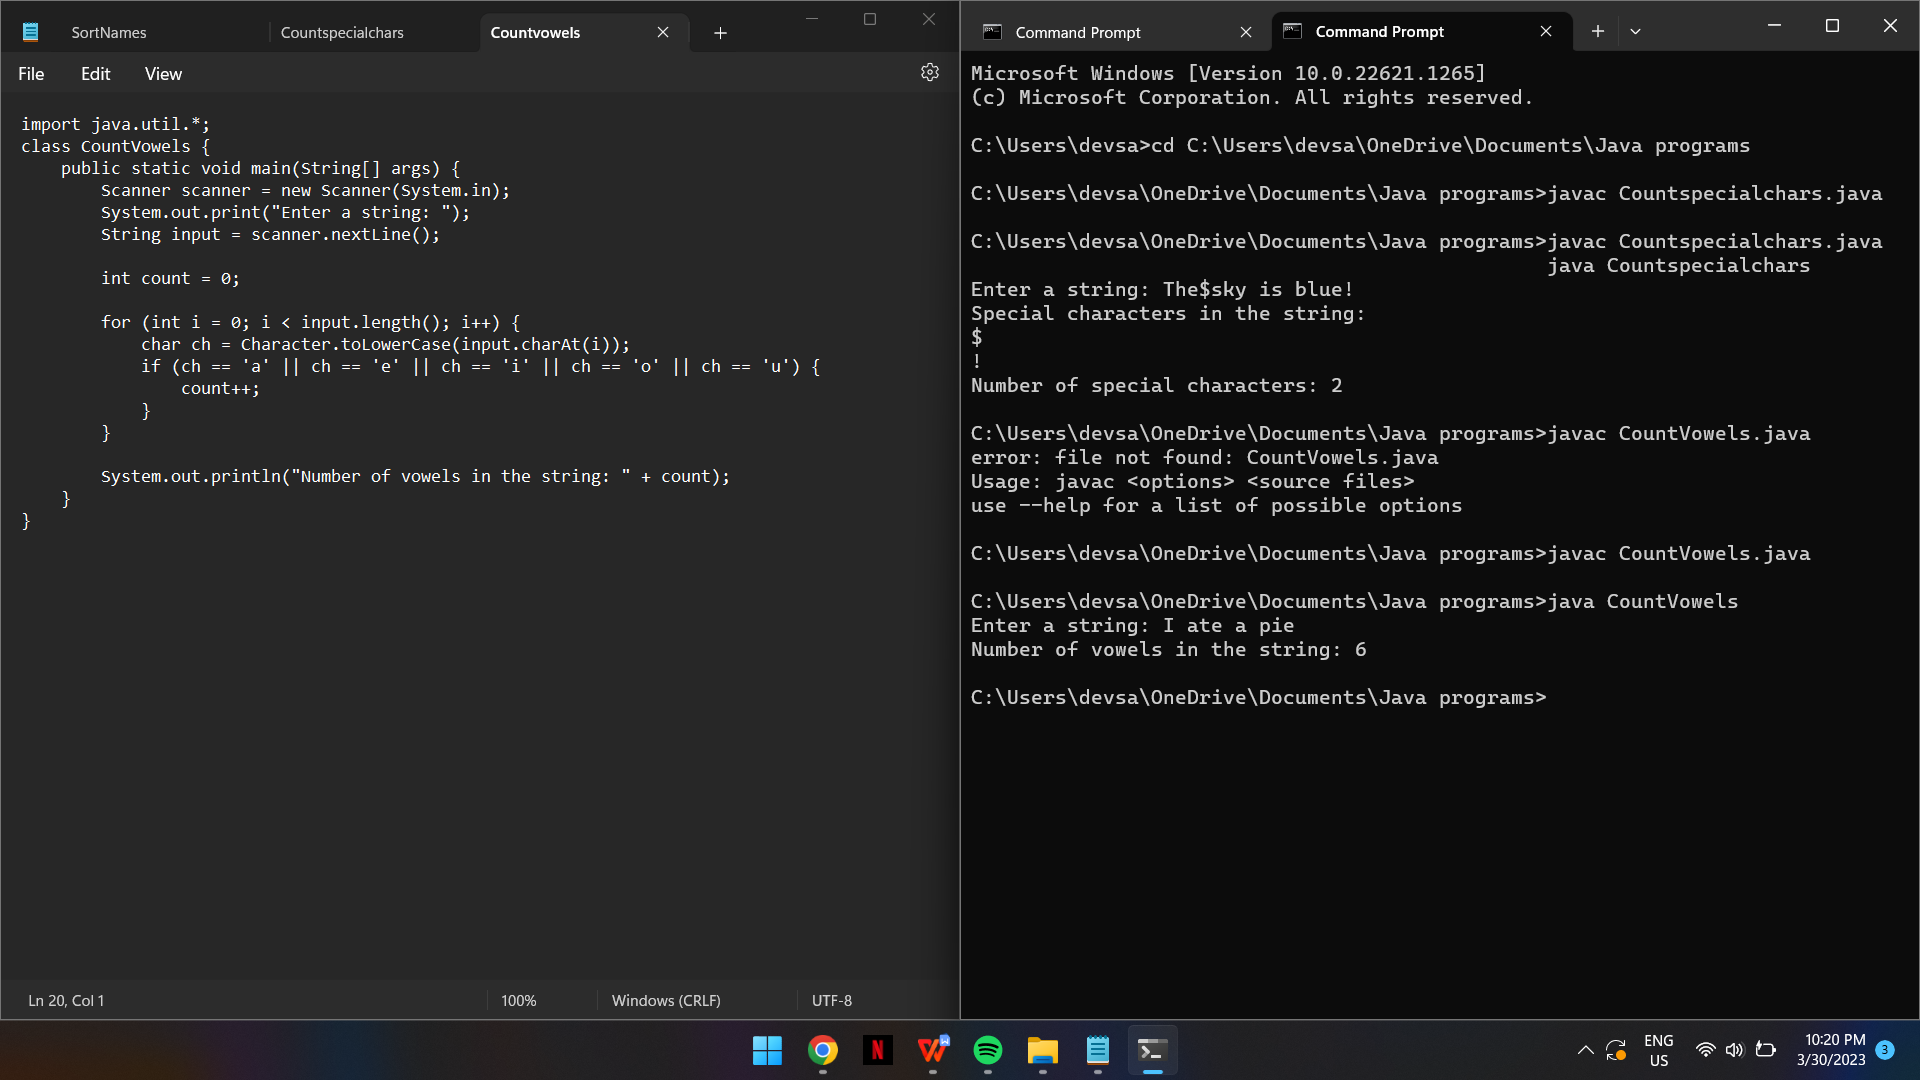 SortNames
Countspecialchars
Countvowels
File Edit View
import java.util.*;
class CountVowels {
    public static void main(String[] args) {
        Scanner scanner = new Scanner(System.in);
        System.out.print("Enter a string: ");
        String input = scanner.nextLine();
        int count = 0;
        for (int i = 0; i < input.length(); i++) {
            char ch = Character.toLowerCase(input.charAt(i));
            if (ch == 'a' || ch == 'e' || ch == 'i' || ch == 'o' || ch == 'u') {
                count++;
            }
        }
        System.out.println("Number of vowels in the string: " + count);
    }
}
Ln 20, Col 1
100%
Windows (CRLF)
UTF-8
Command Prompt
Command Prompt
Microsoft Windows [Version 10.0.22621.1265]
(c) Microsoft Corporation. All rights reserved.
C:\Users\devsa>cd C:\Users\devsa\OneDrive\Documents\Java programs
C:\Users\devsa\OneDrive\Documents\Java programs>javac Countspecialchars.java
C:\Users\devsa\OneDrive\Documents\Java programs>javac Countspecialchars.java
java Countspecialchars
Enter a string: The$sky is blue!
Special characters in the string:
$
!
Number of special characters: 2
C:\Users\devsa\OneDrive\Documents\Java programs>javac CountVowels.java
error: file not found: CountVowels.java
Usage: javac <options> <source files>
use --help for a list of possible options
C:\Users\devsa\OneDrive\Documents\Java programs>javac CountVowels.java
C:\Users\devsa\OneDrive\Documents\Java programs>java CountVowels
Enter a string: I ate a pie
Number of vowels in the string: 6
C:\Users\devsa\OneDrive\Documents\Java programs>
ENG
US
10:20 PM
3/30/2023
3